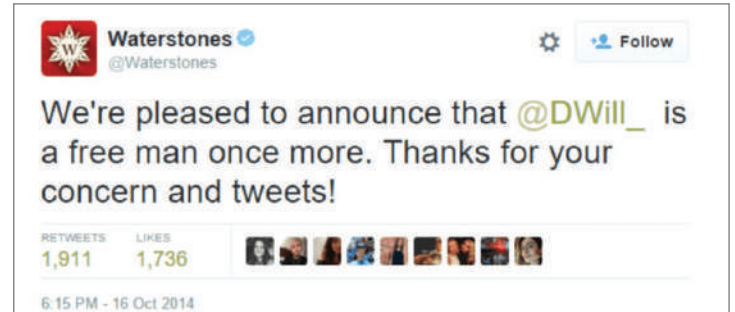 Waterstones
@Waterstones
Follow
We're pleased to announce that @DWill_ is
a free man once more. Thanks for your
concern and tweets!
RETWEETS LIKES
1,911 1,736
6:15 PM - 16 Oct 2014
W